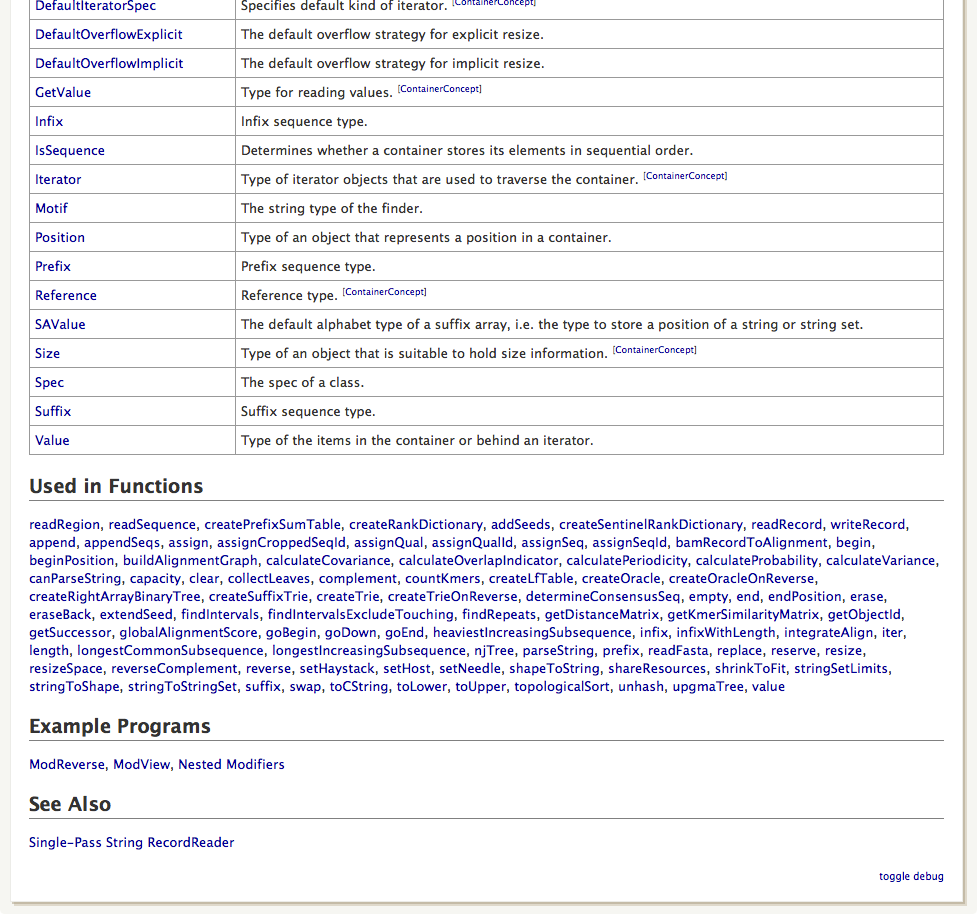 DefaultIteratorSpec Specifies default kind of iterator. [ContainerConcept]
DefaultOverflowExplicit The default overflow strategy for explicit resize.
DefaultOverflowImplicit The default overflow strategy for implicit resize.
GetValue Type for reading values. [ContainerConcept]
Infix Infix sequence type.
IsSequence Determines whether a container stores its elements in sequential order.
Iterator Type of iterator objects that are used to traverse the container. [ContainerConcept]
Motif The string type of the finder.
Position Type of an object that represents a position in a container.
Prefix Prefix sequence type.
Reference Reference type. [ContainerConcept]
SAValue The default alphabet type of a suffix array, i.e. the type to store a position of a string or string set.
Size Type of an object that is suitable to hold size information. [ContainerConcept]
Spec The spec of a class.
Suffix Suffix sequence type.
Value Type of the items in the container or behind an iterator.
Used in Functions
readRegion, readSequence, createPrefixSumTable, createRankDictionary, addSeeds, createSentinelRankDictionary, readRecord, writeRecord,
append, appendSeqs, assign, assignCroppedSeqId, assignQual, assignQualId, assignSeq, assignSeqId, bamRecordToAlignment, begin,
beginPosition, buildAlignmentGraph, calculateCovariance, calculateOverlapIndicator, calculatePeriodicity, calculateProbability, calculateVariance,
canParseString, capacity, clear, collectLeaves, complement, countKmers, createLfTable, createOracle, createOracleOnReverse,
createRightArrayBinaryTree, createSuffixTrie, createTrie, createTrieOnReverse, determineConsensusSeq, empty, end, endPosition, erase,
eraseBack, extendSeed, findIntervals, findIntervalsExcludeTouching, findRepeats, getDistanceMatrix, getKmerSimilarityMatrix, getObjectId,
getSuccessor, globalAlignmentScore, goBegin, goDown, goEnd, heaviestIncreasingSubsequence, infix, infixWithLength, integrateAlign, iter,
length, longestCommonSubsequence, longestIncreasingSubsequence, njTree, parseString, prefix, readFasta, replace, reserve, resize,
resizeSpace, reverseComplement, reverse, setHaystack, setHost, setNeedle, shapeToString, shareResources, shrinkToFit, stringSetLimits,
stringToShape, stringToStringSet, suffix, swap, toCString, toLower, toUpper, topologicalSort, unhash, upgmaTree, value
Example Programs
ModReverse, ModView, Nested Modifiers
See Also
Single-Pass String RecordReader
toggle debug